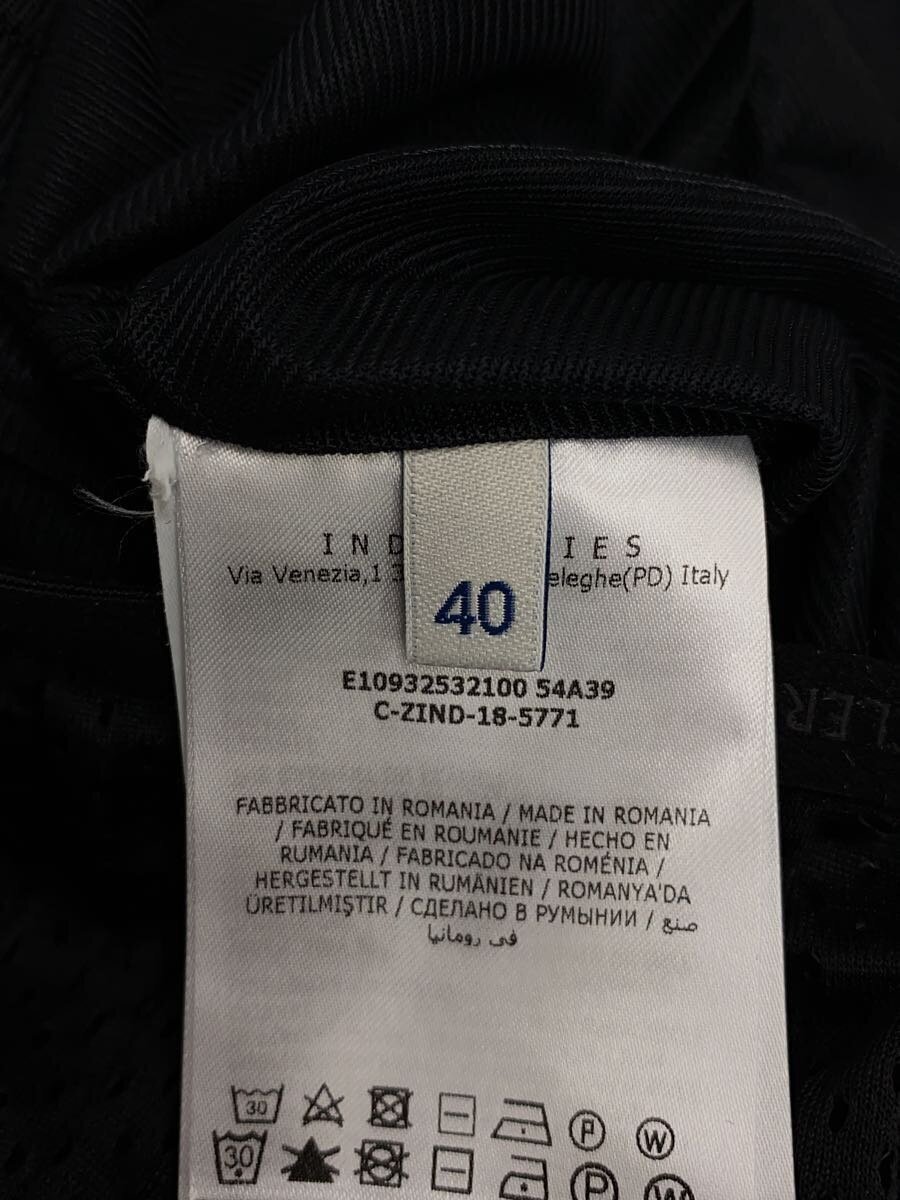 I N D I E S
Via Venezia,1 3 eleghe(PD) Italy
40
E10932532100 54A39
C-ZIND-18-5771
FABBRICATO IN ROMANIA / MADE IN ROMANIA
/ FABRIQUÉ EN ROUMANIE / HECHO EN
RUMANIA / FABRICADO NA ROMÉNIA /
HERGESTELLT IN RUMÄNIEN / ROMANYA'DA
ÜRETILMIŞTIR / СДЕЛАНО В РУМЫНИИ / صنع
في رومانيا
30 P W
30 P W
LER